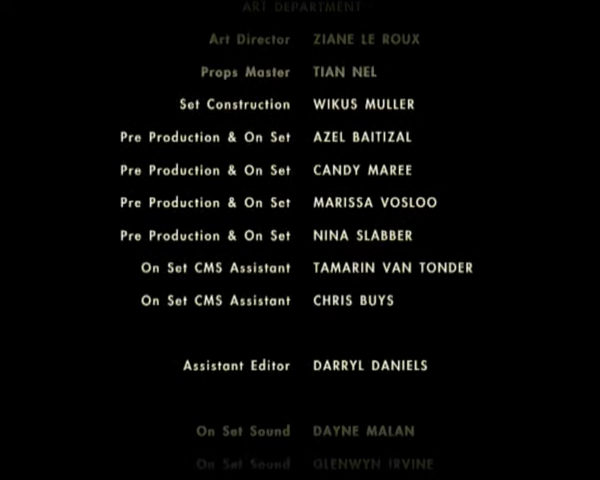 ART DEPARTMENT
Art Director ZIANE LE ROUX
Props Master TIAN NEL
Set Construction WIKUS MULLER
Pre Production & On Set AZEL BAITIZAL
Pre Production & On Set CANDY MAREE
Pre Production & On Set MARISSA VOSLOO
Pre Production & On Set NINA SLABBER
On Set CMS Assistant TAMARIN VAN TONDER
On Set CMS Assistant CHRIS BUYS
Assistant Editor DARRYL DANIELS
On Set Sound DAYNE MALAN
On Set Sound GLENWYN IRVINE